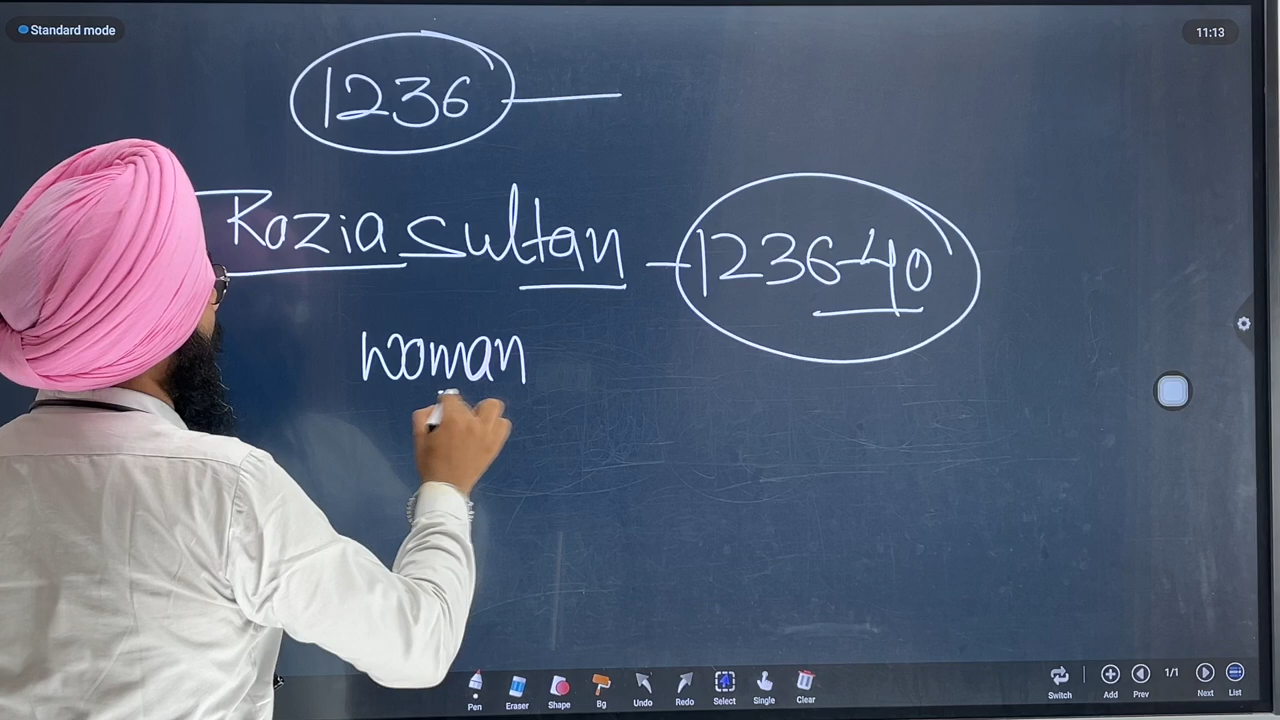 Standard mode
11:13
1236
Razia Sultan - 1236-40
woman
Pen Eraser Shape Bg Undo Redo Select Single Clear
Switch Add Prev 1/1 Next List